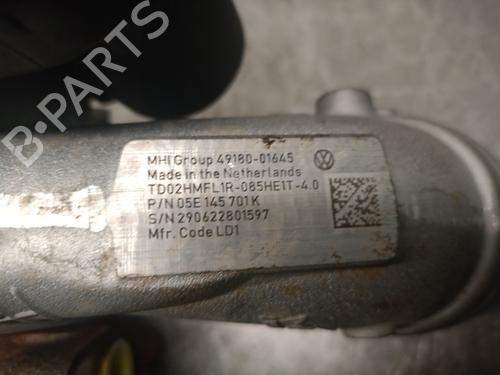 MHI Group 49180-01645
Made in the Netherlands
TD02HMFL1R-085HE1T-4.0
P/N 05E 145 701 K
S/N 290622801597
Mfr. Code LD1
B-PARTS